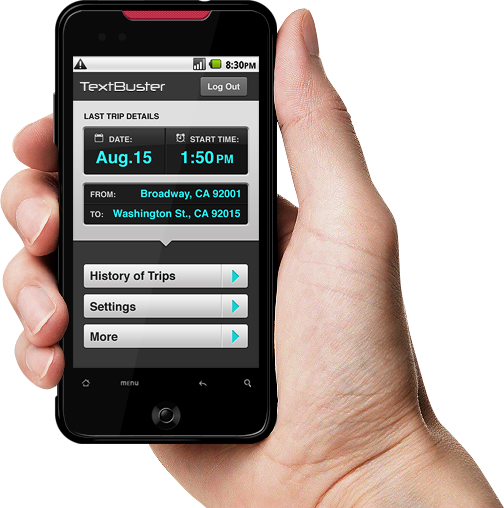 8:30PM
TextBuster
Log Out
LAST TRIP DETAILS
DATE:
START TIME:
Aug.15
1:50 PM
FROM: Broadway, CA 92001
TO: Washington St., CA 92015
History of Trips
Settings
More
MENU